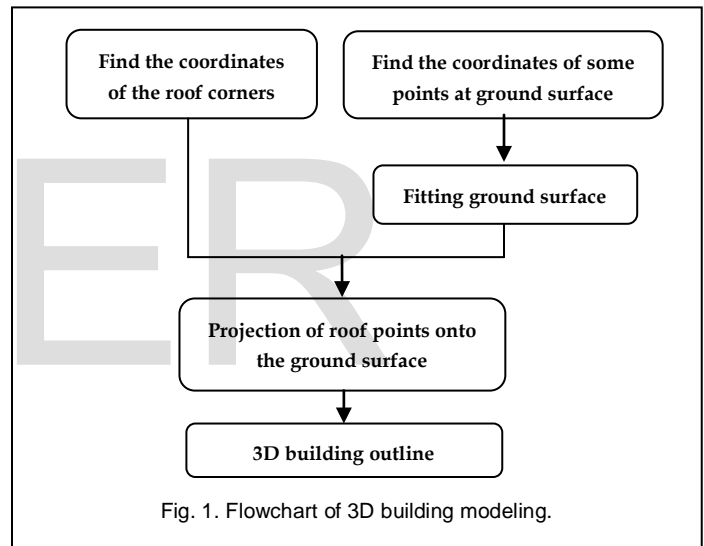 Find the coordinates
of the roof corners
Find the coordinates of some
points at ground surface
Fitting ground surface
ER
Projection of roof points onto
the ground surface
3D building outline
Fig. 1. Flowchart of 3D building modeling.